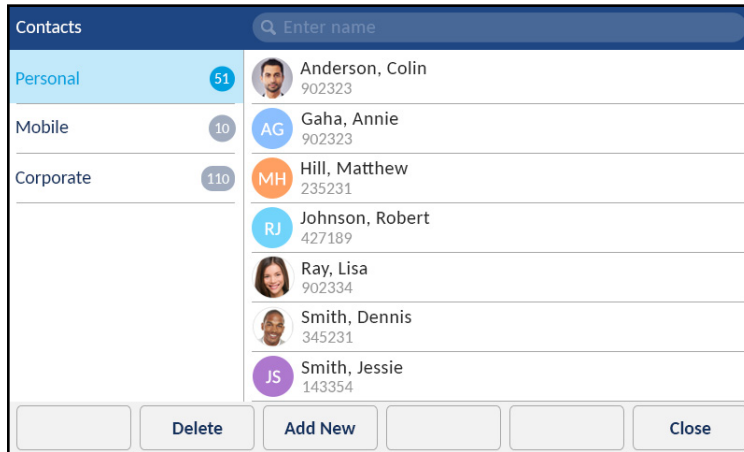 Contacts
Enter name
Personal 51
Mobile 10
Corporate 110
Anderson, Colin
902323
AG
Gaha, Annie
902323
MH
Hill, Matthew
235231
RJ
Johnson, Robert
427189
Ray, Lisa
902334
Smith, Dennis
345231
JS
Smith, Jessie
143354
Delete
Add New
Close